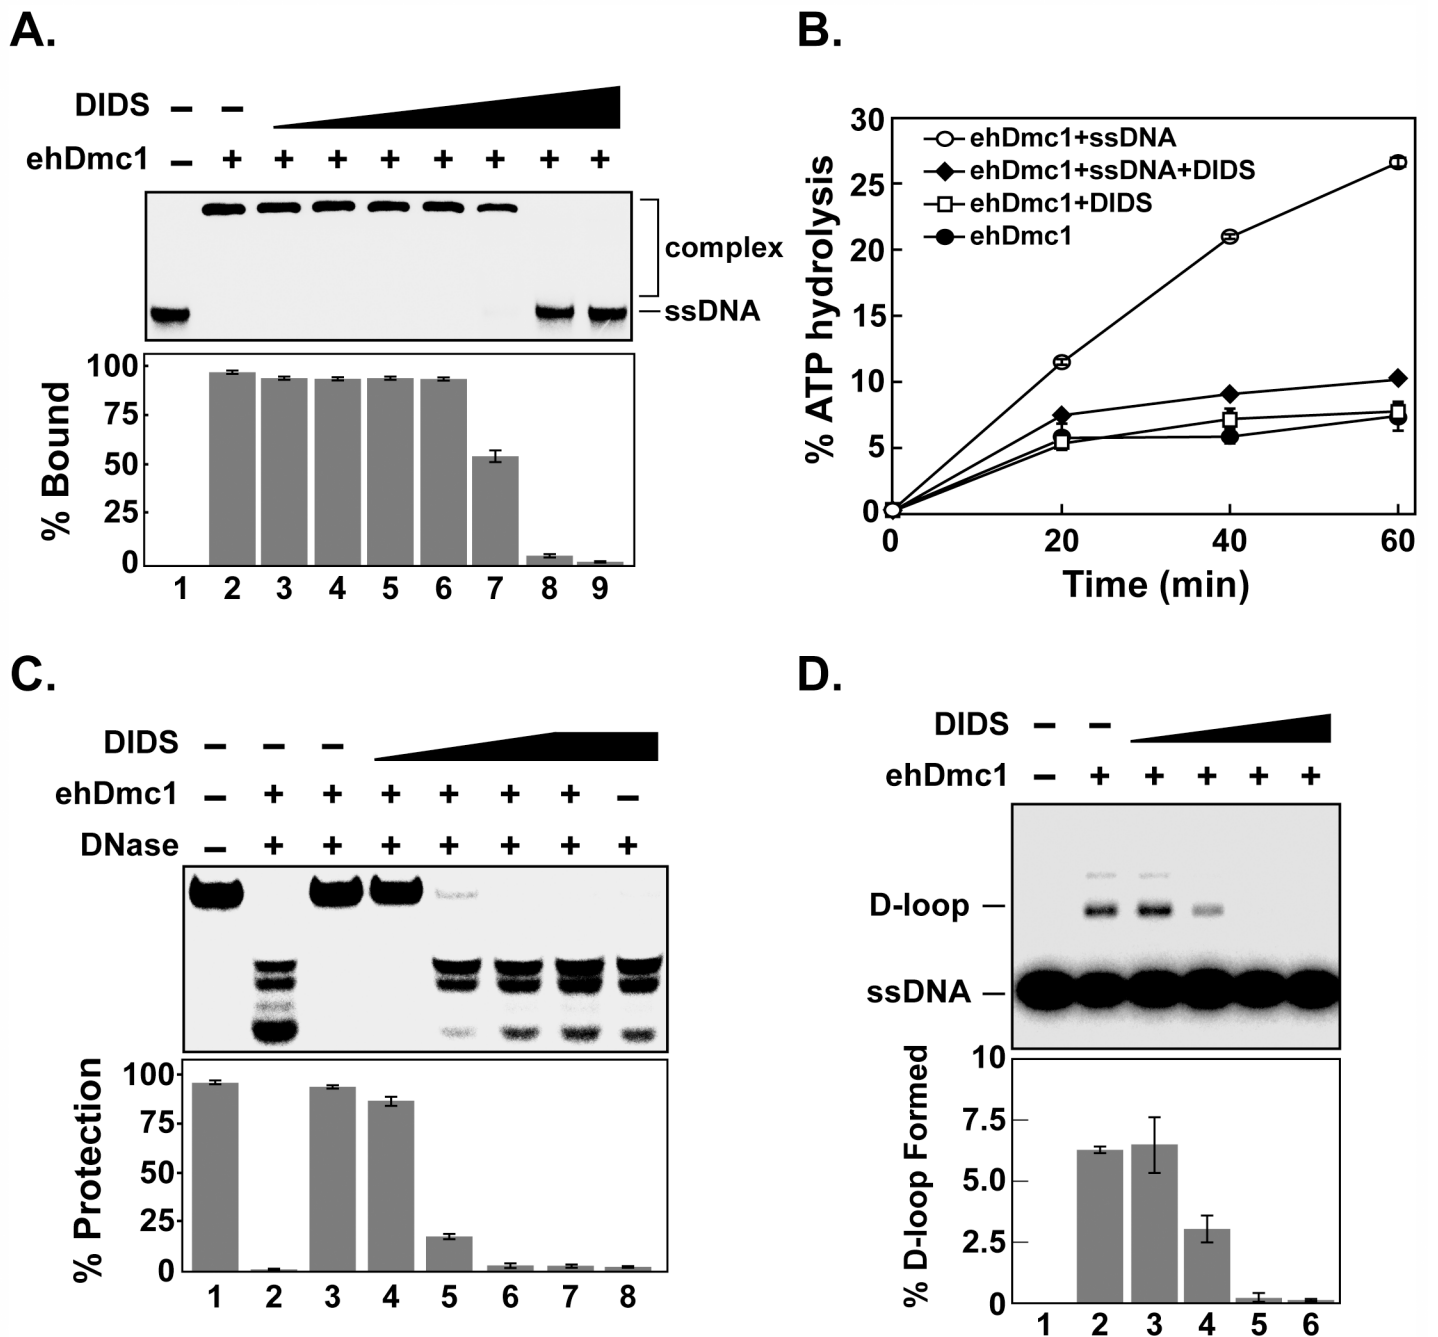 A.
DIDS – –
ehDmc1 – + + + + + + + +
complex
ssDNA
% Bound
100
75
50
25
0
1 2 3 4 5 6 7 8 9
B.
% ATP hydrolysis
30
25
20
15
10
5
0
ehDmc1+ssDNA
ehDmc1+ssDNA+DIDS
ehDmc1+DIDS
ehDmc1
0 20 40 60
Time (min)
C.
DIDS – – –
ehDmc1 – + + + + + + –
DNase – + + + + + + +
% Protection
100
75
50
25
0
1 2 3 4 5 6 7 8
D.
DIDS – –
ehDmc1 – + + + + +
D-loop
ssDNA
% D-loop Formed
10
7.5
5.0
2.5
0
1 2 3 4 5 6